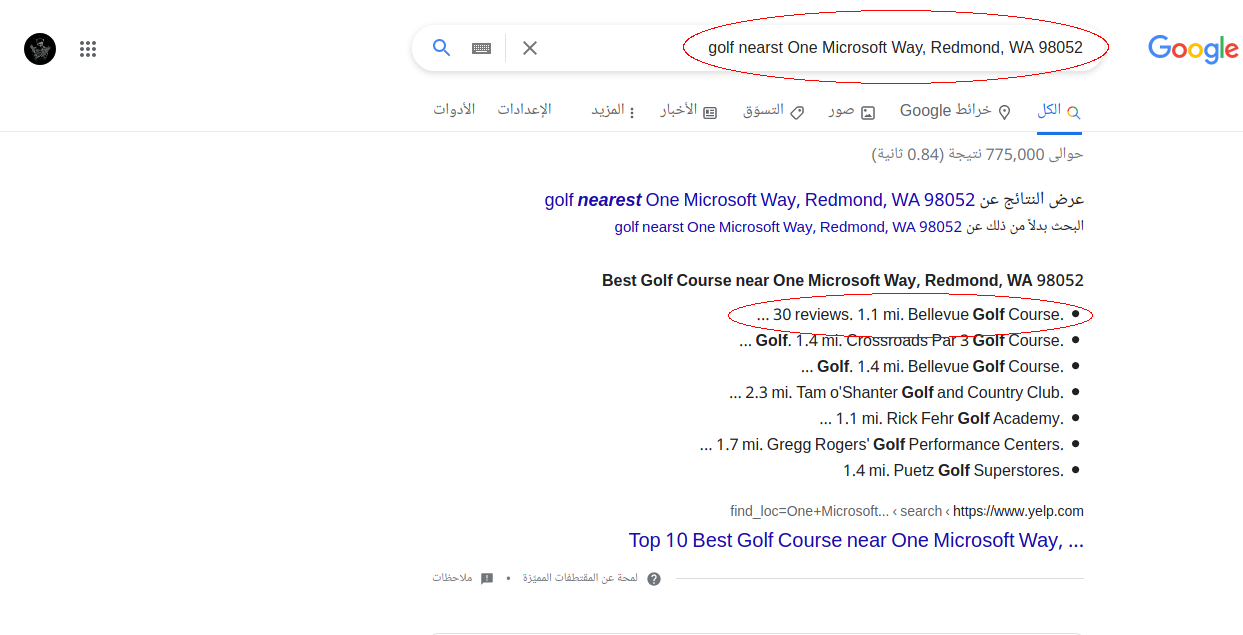 golf nearst One Microsoft Way, Redmond, WA 98052
Google
الكل
خرائط Google
صور
التسوّق
الأخبار
المزيد
الإعدادات
الأدوات
حوالى 775,000 نتيجة (0.84 ثانية)
عرض النتائج عن golf nearest One Microsoft Way, Redmond, WA 98052
البحث بدلاً من ذلك عن golf nearst One Microsoft Way, Redmond, WA 98052
Best Golf Course near One Microsoft Way, Redmond, WA 98052
... 30 reviews. 1.1 mi. Bellevue Golf Course.
... Golf. 1.4 mi. Crossroads Par 3 Golf Course.
... Golf. 1.4 mi. Bellevue Golf Course.
... 2.3 mi. Tam o'Shanter Golf and Country Club.
... 1.1 mi. Rick Fehr Golf Academy.
... 1.7 mi. Gregg Rogers' Golf Performance Centers.
1.4 mi. Puetz Golf Superstores.
find_loc=One+Microsoft... › search › https://www.yelp.com
Top 10 Best Golf Course near One Microsoft Way, ...
لمحة عن المقتطفات المميّزة • ملاحظات